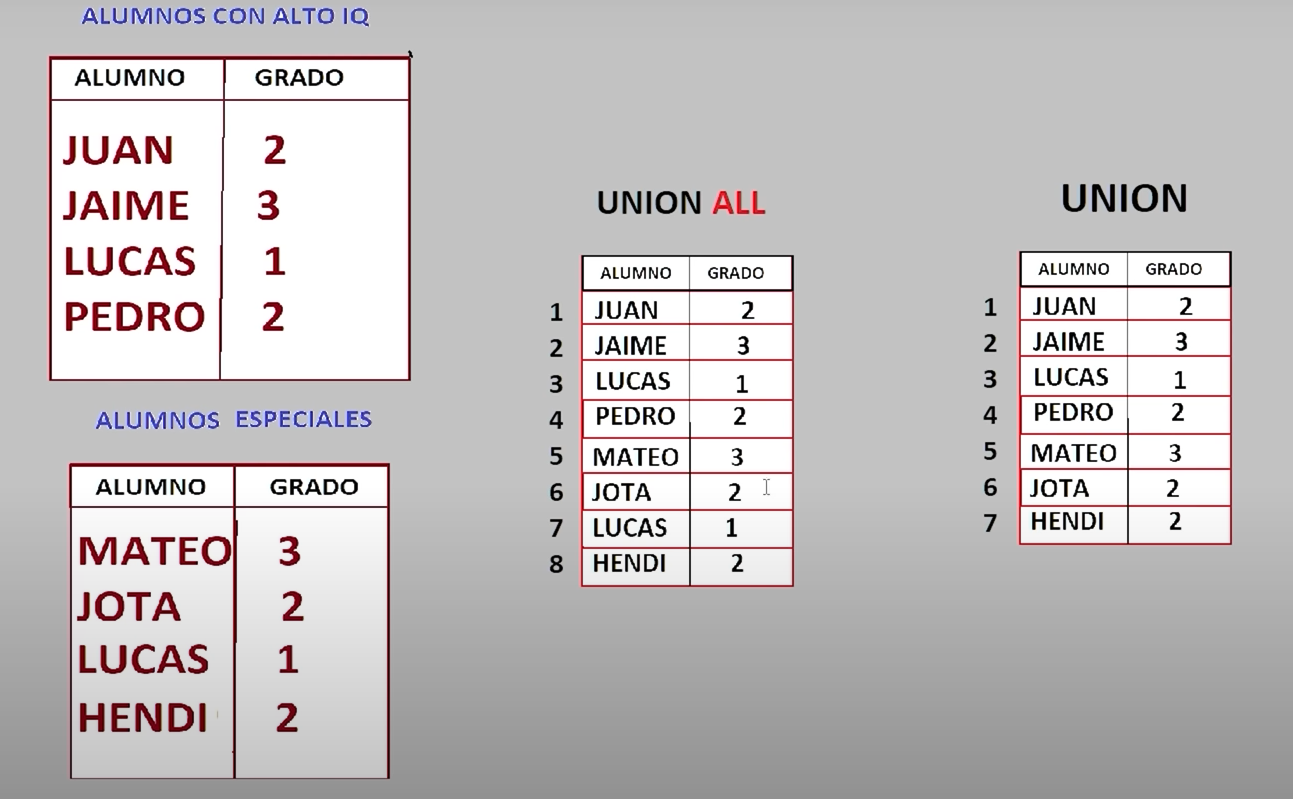 ALUMNOS CON ALTO IQ
ALUMNO GRADO
JUAN 2
JAIME 3
LUCAS 1
PEDRO 2
ALUMNOS ESPECIALES
ALUMNO GRADO
MATEO 3
JOTA 2
LUCAS 1
HENDI 2
UNION ALL
ALUMNO GRADO
1 JUAN 2
2 JAIME 3
3 LUCAS 1
4 PEDRO 2
5 MATEO 3
6 JOTA 2
7 LUCAS 1
8 HENDI 2
UNION
ALUMNO GRADO
1 JUAN 2
2 JAIME 3
3 LUCAS 1
4 PEDRO 2
5 MATEO 3
6 JOTA 2
7 HENDI 2